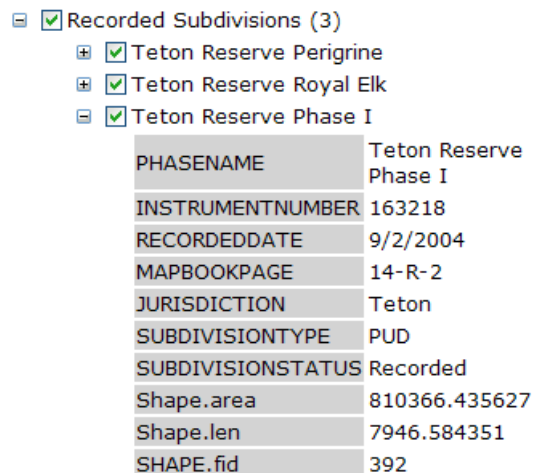 Recorded Subdivisions (3)
Teton Reserve Perigrine
Teton Reserve Royal Elk
Teton Reserve Phase I
PHASENAME Teton Reserve
Phase I
INSTRUMENTNUMBER 163218
RECORDEDDATE 9/2/2004
MAPBOOKPAGE 14-R-2
JURISDICTION Teton
SUBDIVISIONTYPE PUD
SUBDIVISIONSTATUS Recorded
Shape.area 810366.435627
Shape.len 7946.584351
SHAPE.fid 392